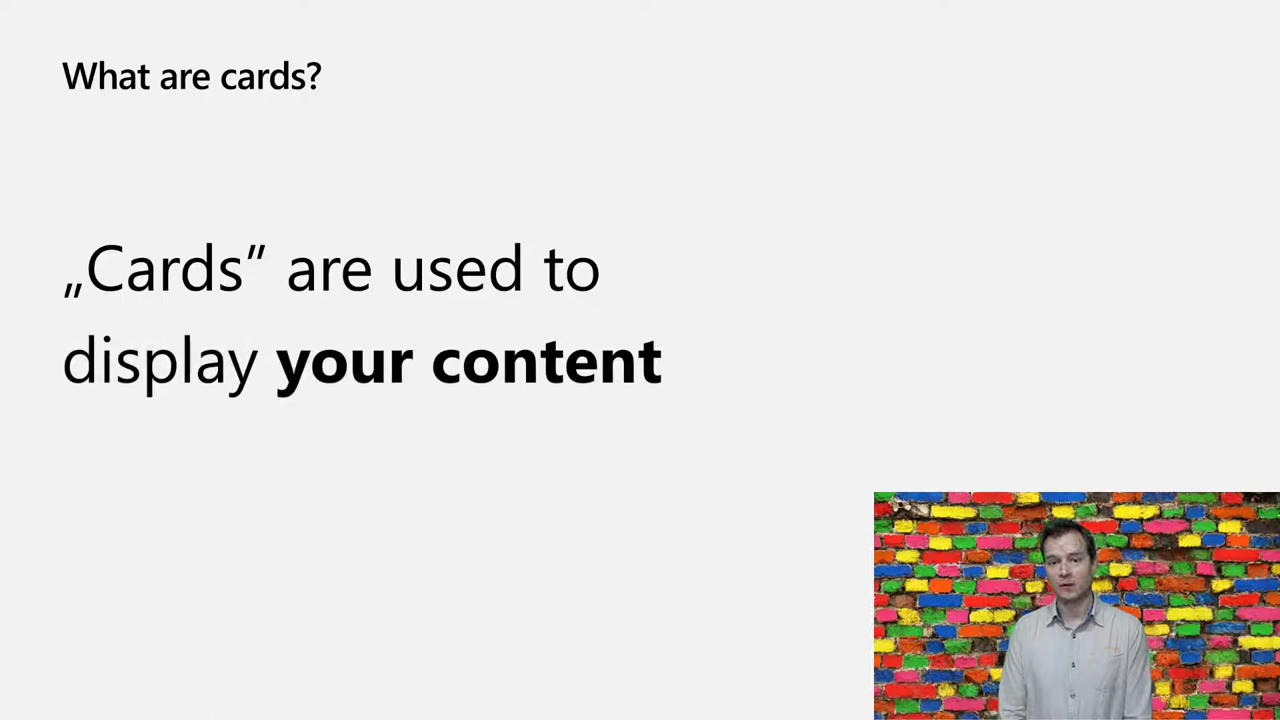 What are cards?
„Cards” are used to
display your content